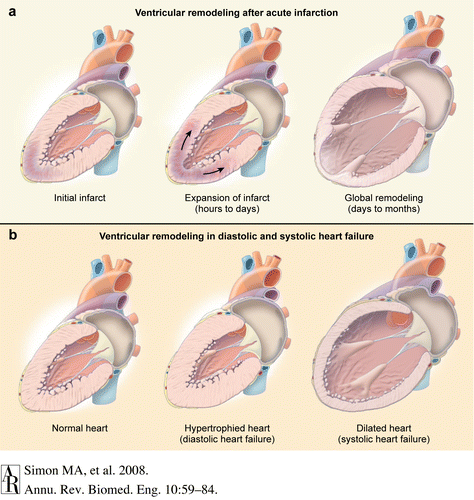 a
Ventricular remodeling after acute infarction
Initial infarct
Expansion of infarct
(hours to days)
Global remodeling
(days to months)
b
Ventricular remodeling in diastolic and systolic heart failure
Normal heart
Hypertrophied heart
(diastolic heart failure)
Dilated heart
(systolic heart failure)
AR
Simon MA, et al. 2008.
Annu. Rev. Biomed. Eng. 10:59–84.